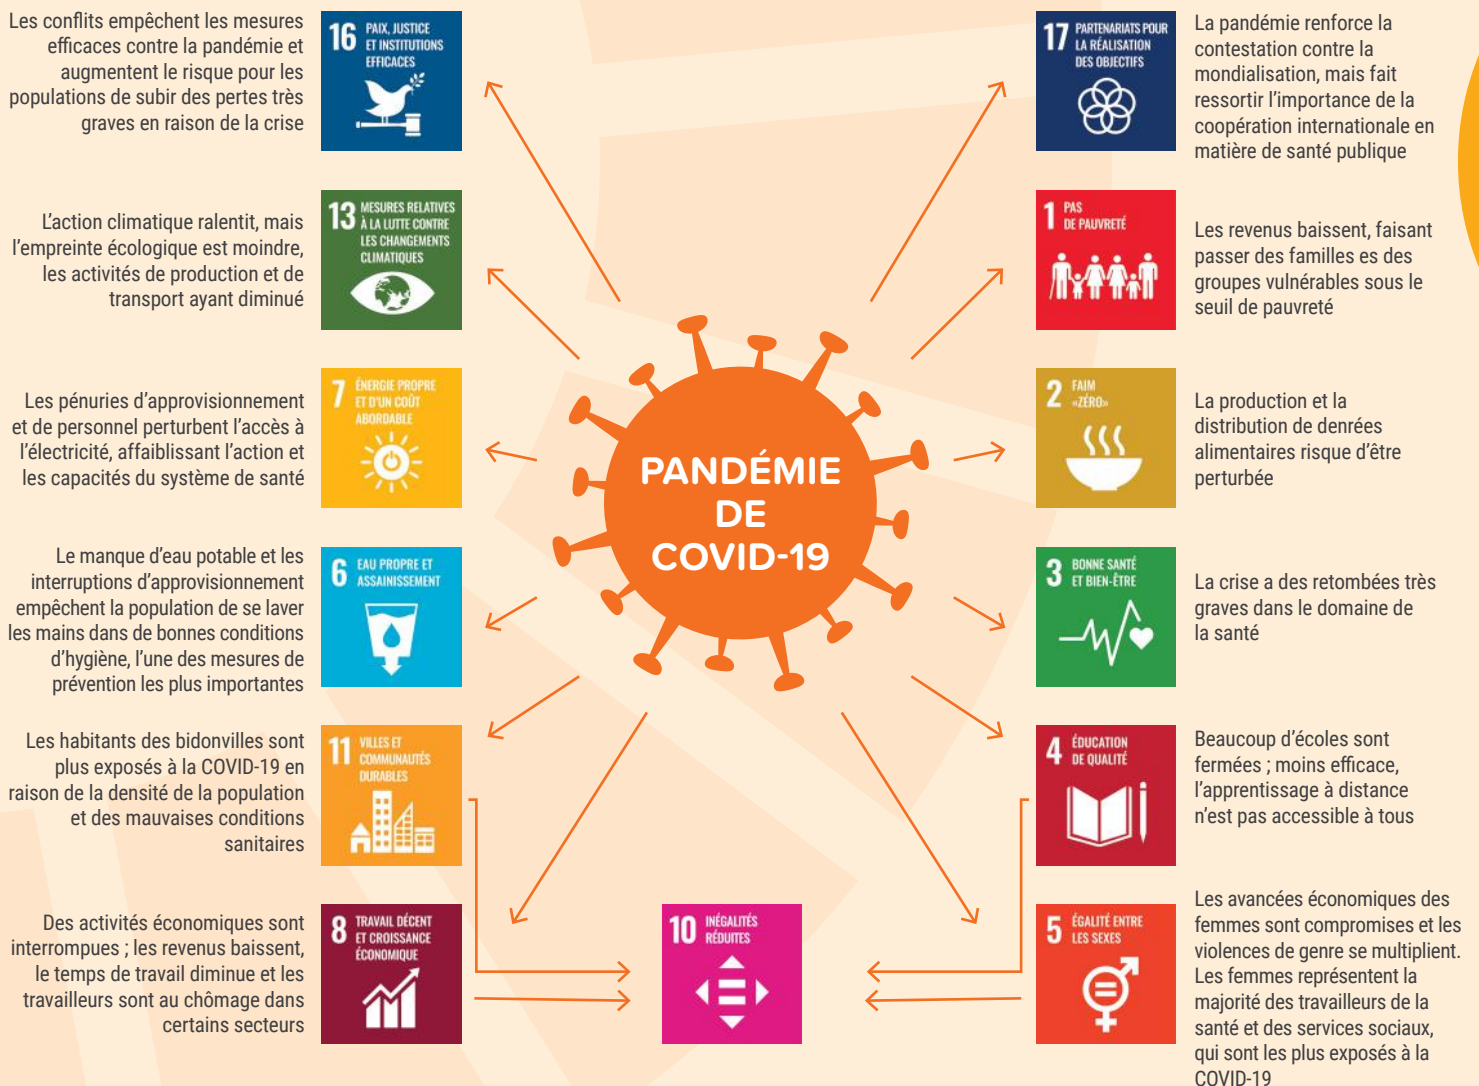 Les conflits empêchent les mesures
efficaces contre la pandémie et
augmentent le risque pour les
populations de subir des pertes très
graves en raison de la crise
16 PAIX, JUSTICE
ET INSTITUTIONS
EFFICACES
17 PARTENARIATS POUR
LA RÉALISATION
DES OBJECTIFS
La pandémie renforce la
contestation contre la
mondialisation, mais fait
ressortir l'importance de la
coopération internationale en
matière de santé publique
L'action climatique ralentit, mais
l'empreinte écologique est moindre,
les activités de production et de
transport ayant diminué
13 MESURES RELATIVES
À LA LUTTE CONTRE
LES CHANGEMENTS
CLIMATIQUES
1 PAS
DE PAUVRETÉ
Les revenus baissent, faisant
passer des familles es des
groupes vulnérables sous le
seuil de pauvreté
Les pénuries d'approvisionnement
et de personnel perturbent l'accès à
l'électricité, affaiblissant l'action et
les capacités du système de santé
7 ÉNERGIE PROPRE
ET D'UN COÛT
ABORDABLE
PANDÉMIE
DE
COVID-19
2 FAIM
«ZÉRO»
La production et la
distribution de denrées
alimentaires risque d'être
perturbée
Le manque d'eau potable et les
interruptions d'approvisionnement
empêchent la population de se laver
les mains dans de bonnes conditions
d'hygiène, l'une des mesures de
prévention les plus importantes
6 EAU PROPRE ET
ASSAINISSEMENT
3 BONNE SANTÉ
ET BIEN-ÊTRE
La crise a des retombées très
graves dans le domaine de
la santé
Les habitants des bidonvilles sont
plus exposés à la COVID-19 en
raison de la densité de la population
et des mauvaises conditions
sanitaires
11 VILLES ET
COMMUNAUTÉS
DURABLES
4 ÉDUCATION
DE QUALITÉ
Beaucoup d'écoles sont
fermées ; moins efficace,
l'apprentissage à distance
n'est pas accessible à tous
Des activités économiques sont
interrompues ; les revenus baissent,
le temps de travail diminue et les
travailleurs sont au chômage dans
certains secteurs
8 TRAVAIL DÉCENT
ET CROISSANCE
ÉCONOMIQUE
10 INÉGALITÉS
RÉDUITES
5 ÉGALITÉ ENTRE
LES SEXES
Les avancées économiques des
femmes sont compromises et les
violences de genre se multiplient.
Les femmes représentent la
majorité des travailleurs de la
santé et des services sociaux,
qui sont les plus exposés à la
COVID-19